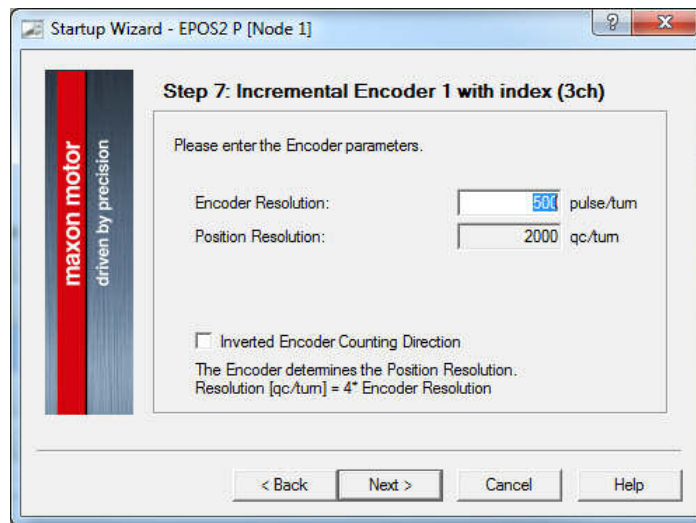 Startup Wizard - EPOS2 P [Node 1]
Step 7: Incremental Encoder 1 with index (3ch)
maxon motor
driven by precision
Please enter the Encoder parameters.
Encoder Resolution: 500 pulse/turn
Position Resolution: 2000 qc/turn
Inverted Encoder Counting Direction
The Encoder determines the Position Resolution.
Resolution [qc/turn] = 4* Encoder Resolution
< Back Next > Cancel Help